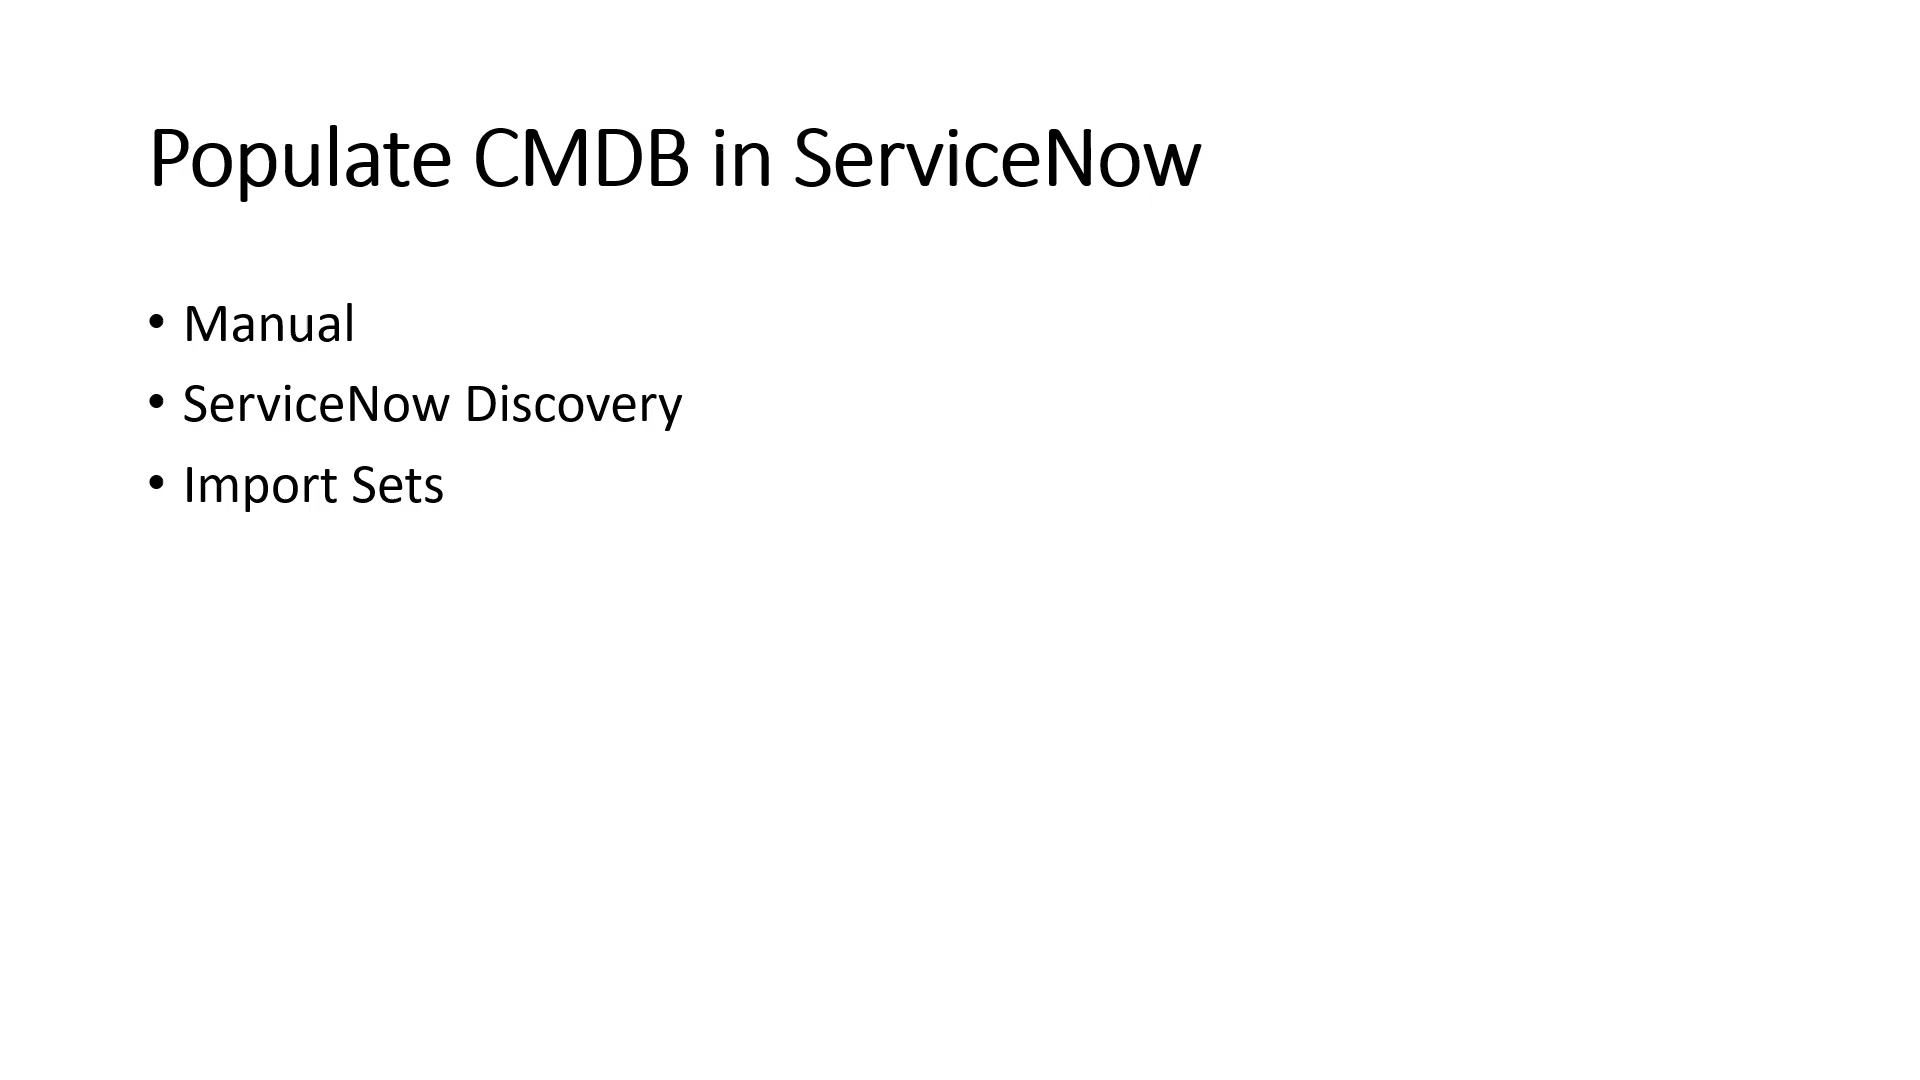 Populate CMDB in ServiceNow
• Manual
• ServiceNow Discovery
• Import Sets